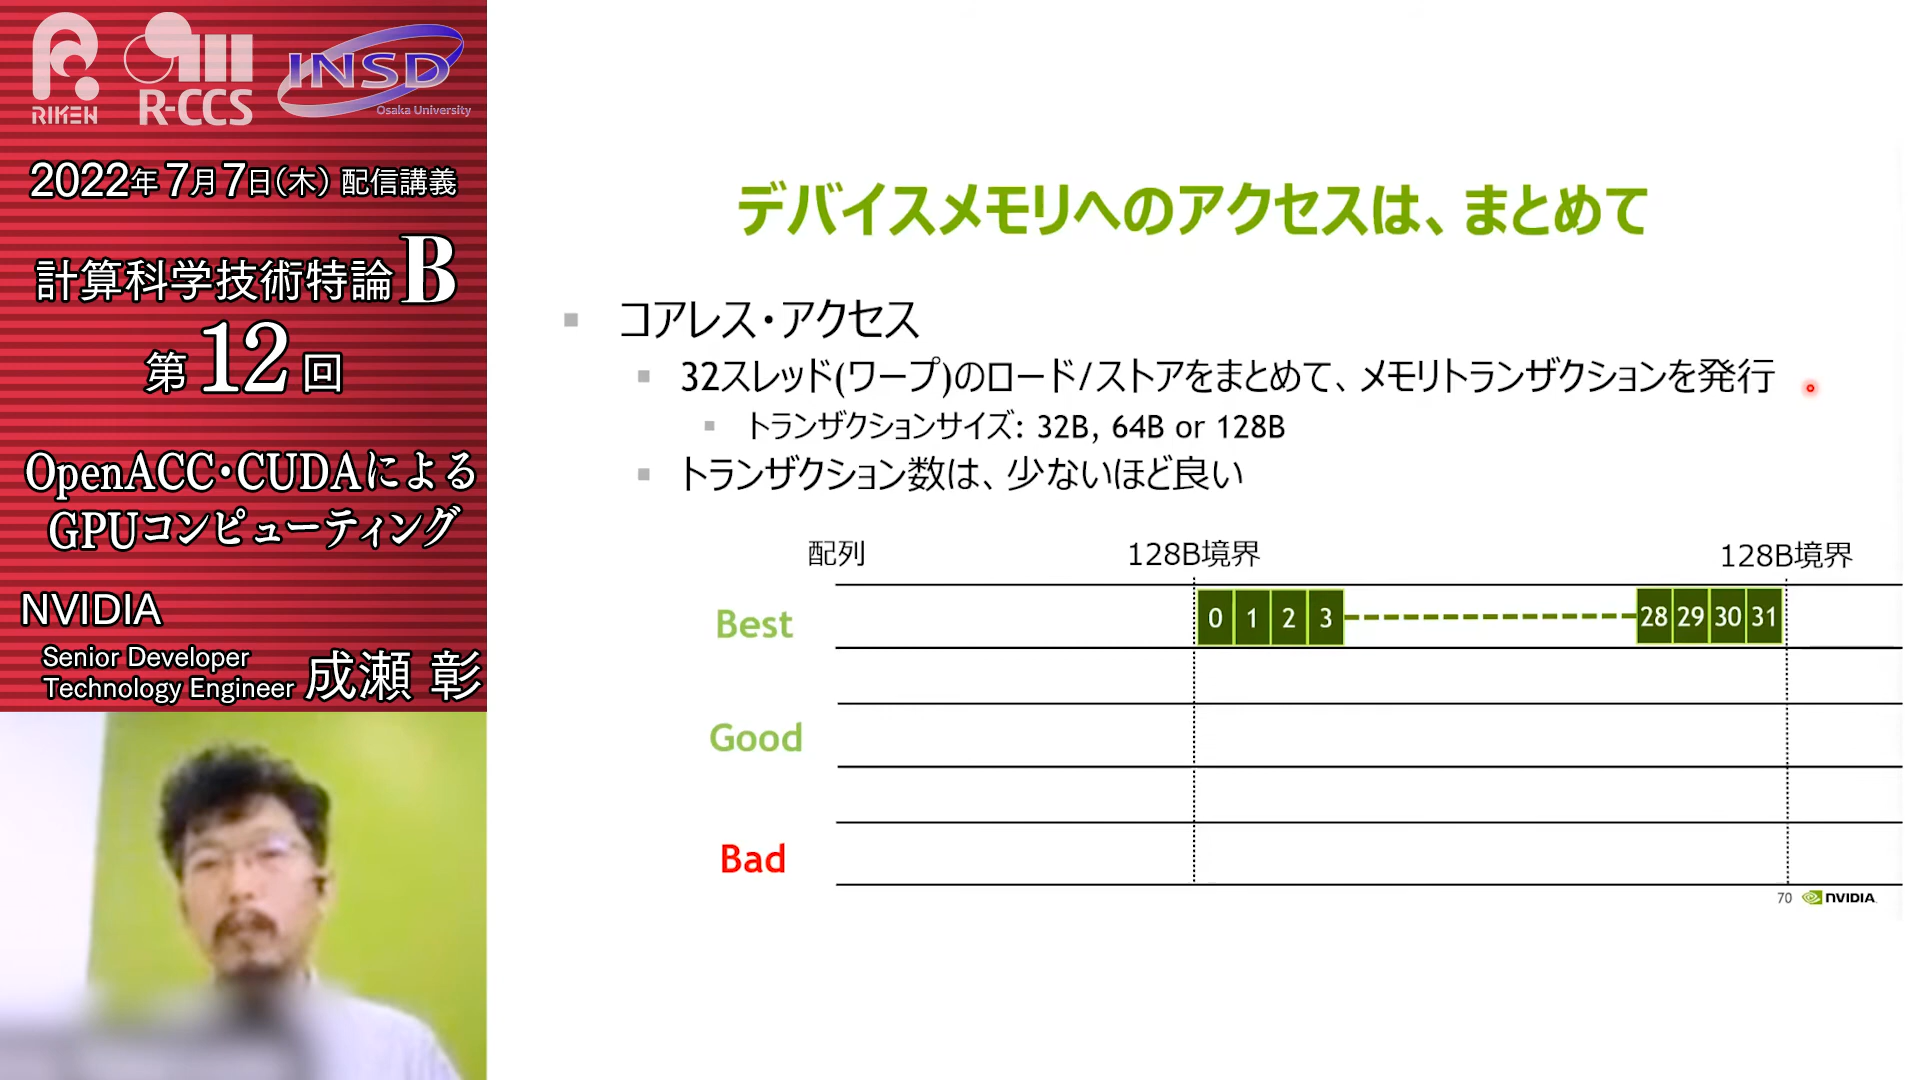 RIKEN
R-CCS
INSD
Osaka University
2022年7月7日(木) 配信講義
計算科学技術特論B
第12回
OpenACC・CUDAによる
GPUコンピューティング
NVIDIA
Senior Developer
Technology Engineer 成瀬 彰
デバイスメモリへのアクセスは、まとめて
コアレス・アクセス
32スレッド(ワープ)のロード/ストアをまとめて、メモリトランザクションを発行
トランザクションサイズ: 32B, 64B or 128B
トランザクション数は、少ないほど良い
配列 128B境界 128B境界
Best 0 1 2 3 28 29 30 31
Good
Bad
70 NVIDIA